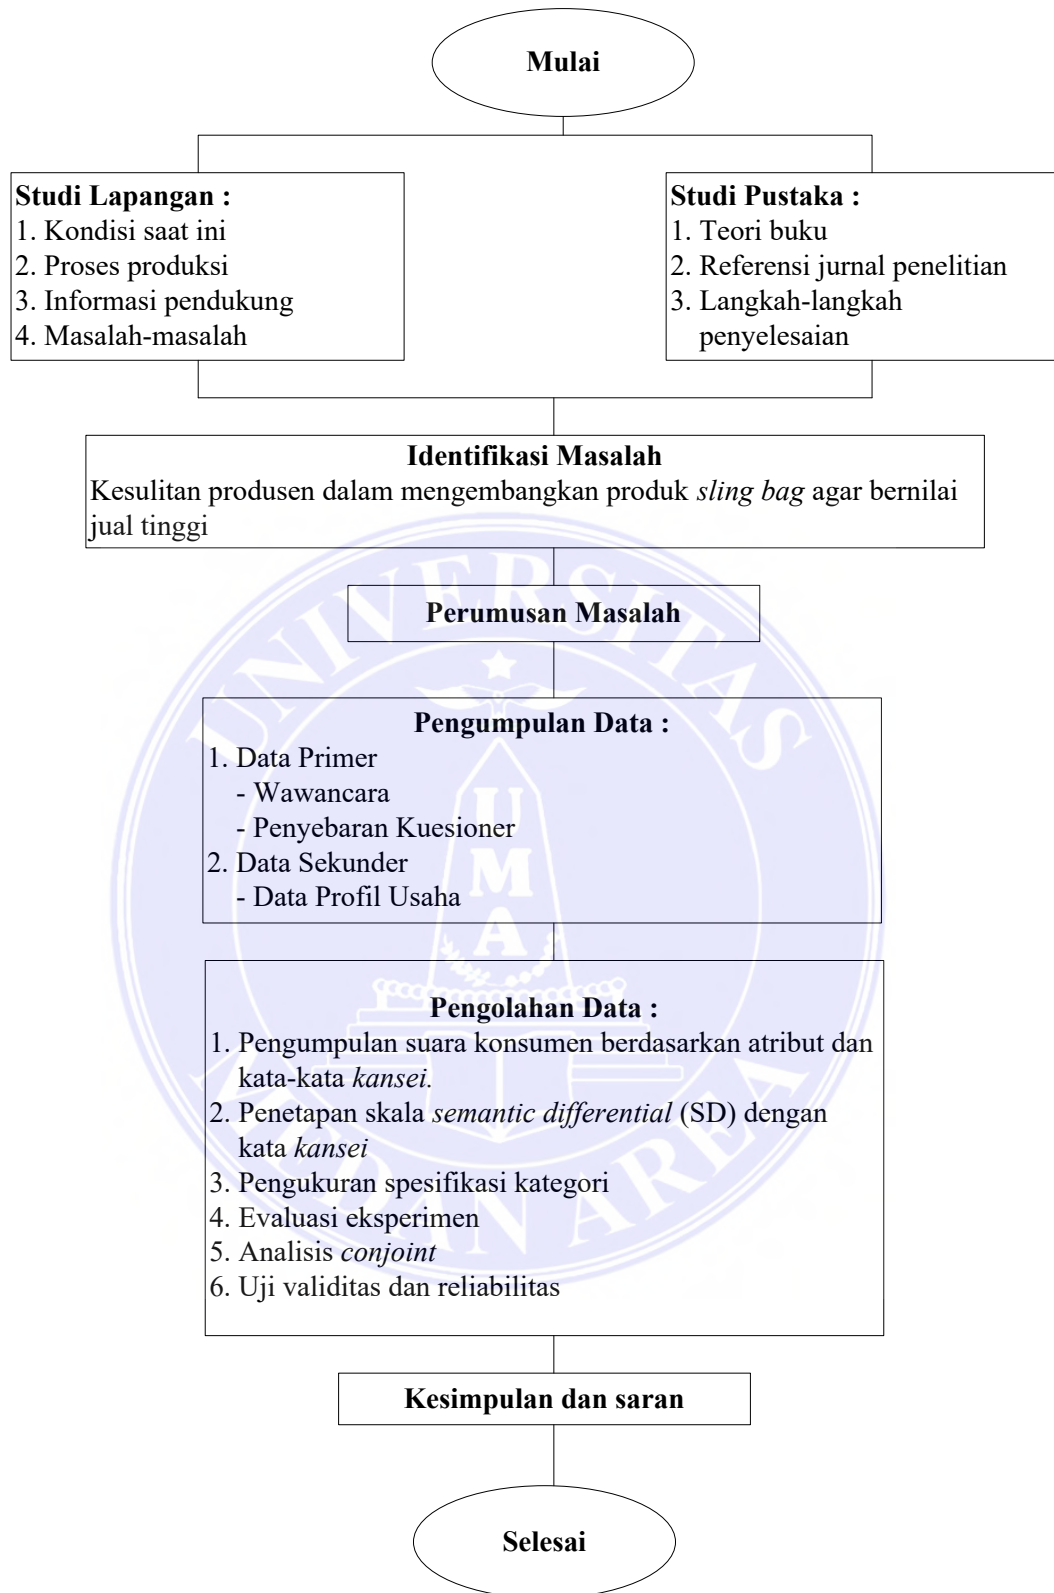 Mulai
Studi Lapangan :
1. Kondisi saat ini
2. Proses produksi
3. Informasi pendukung
4. Masalah-masalah
Studi Pustaka :
1. Teori buku
2. Referensi jurnal penelitian
3. Langkah-langkah
penyelesaian
Identifikasi Masalah
Kesulitan produsen dalam mengembangkan produk sling bag agar bernilai
jual tinggi
Perumusan Masalah
Pengumpulan Data :
1. Data Primer
- Wawancara
- Penyebaran Kuesioner
2. Data Sekunder
- Data Profil Usaha
Pengolahan Data :
1. Pengumpulan suara konsumen berdasarkan atribut dan
kata-kata kansei.
2. Penetapan skala semantic differential (SD) dengan
kata kansei
3. Pengukuran spesifikasi kategori
4. Evaluasi eksperimen
5. Analisis conjoint
6. Uji validitas dan reliabilitas
Kesimpulan dan saran
Selesai
UNIVERSITAS
MEDAN AREA
U
M
A